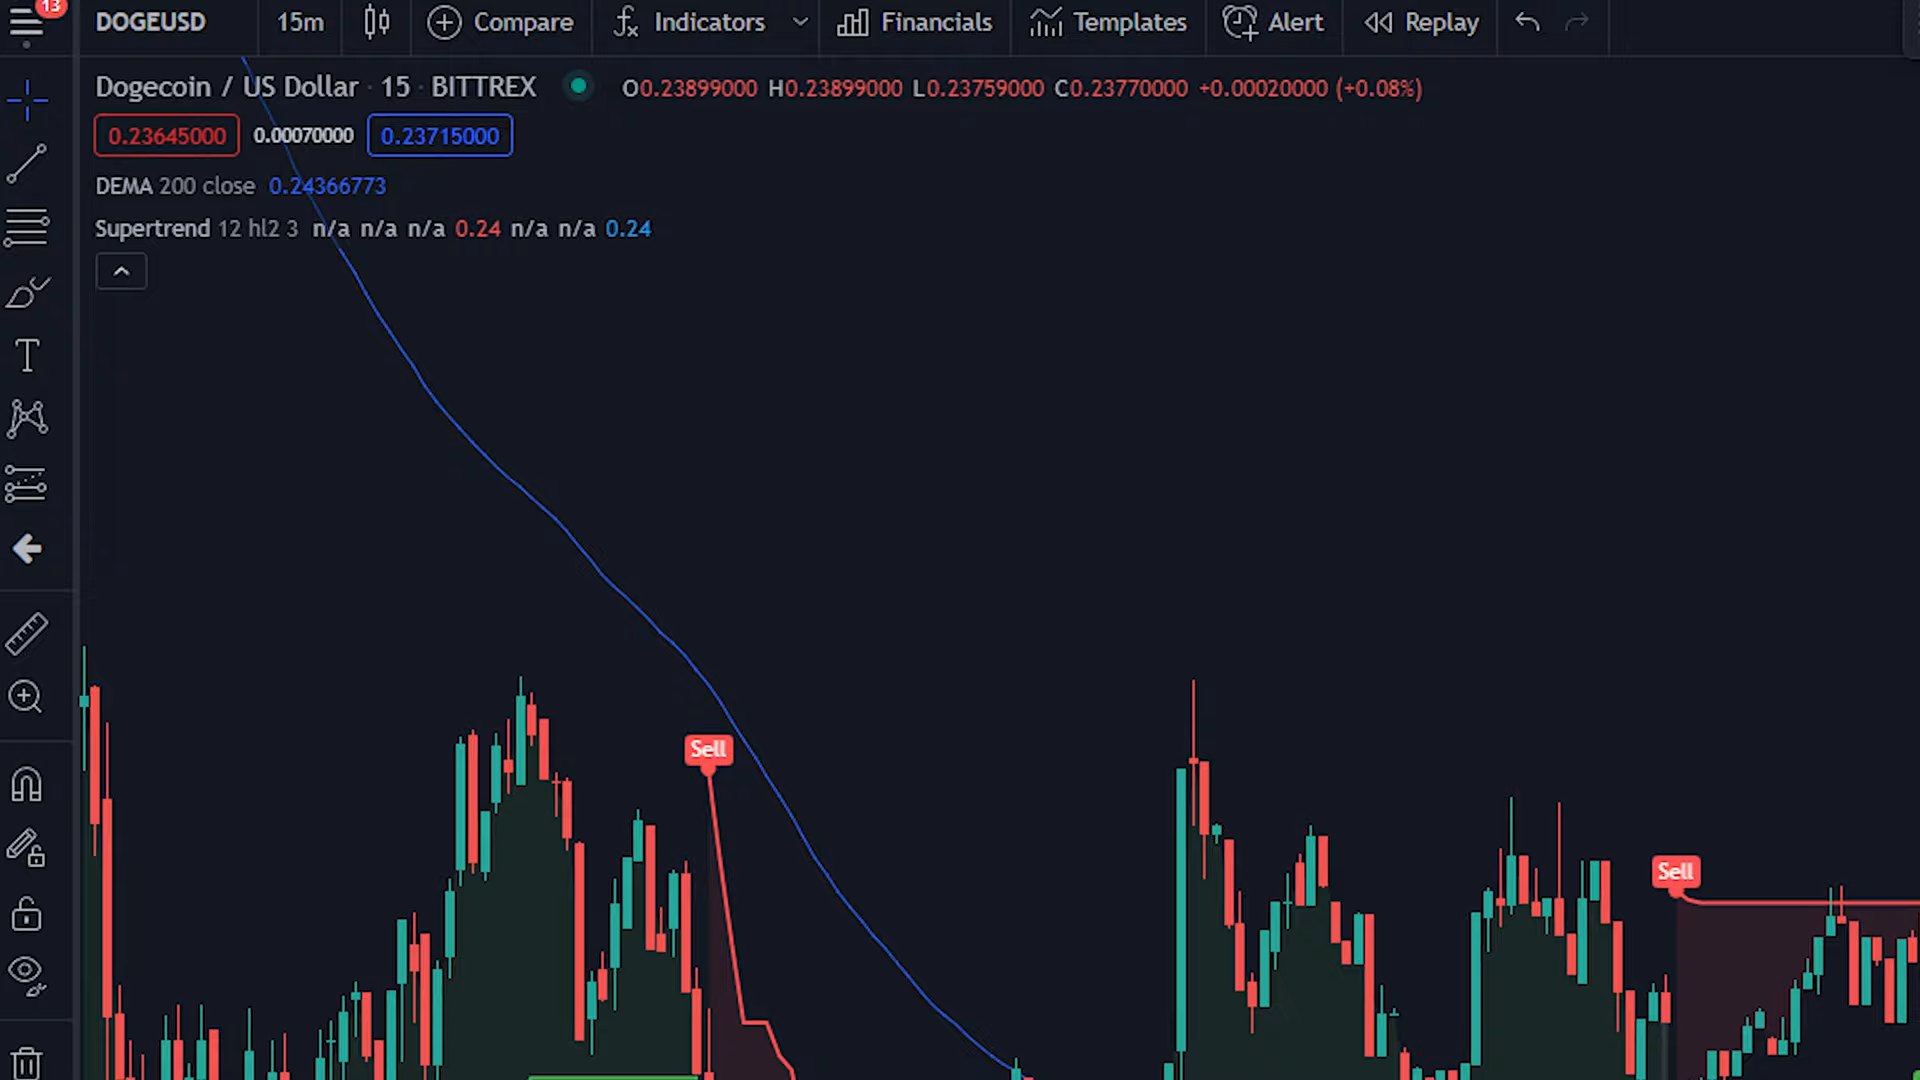 13
DOGEUSD 15m Compare Indicators Financials Templates Alert Replay
Dogecoin / US Dollar · 15 · BITTREX O0.23899000 H0.23899000 L0.23759000 C0.23770000 +0.00020000 (+0.08%)
0.23645000 0.00070000 0.23715000
DEMA 200 close 0.24366773
Supertrend 12 hl2 3 n/a n/a n/a 0.24 n/a n/a 0.24
Sell
Sell